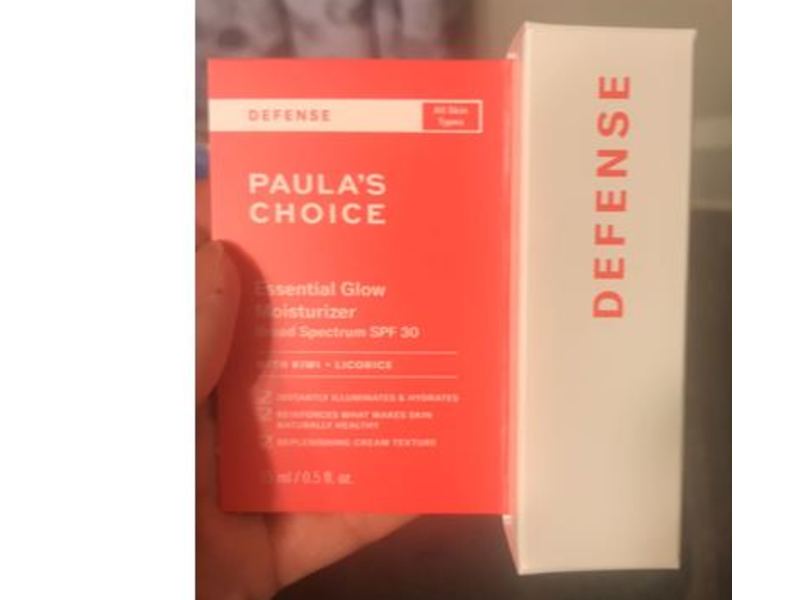 DEFENSE
All Skin
Types
PAULA'S
CHOICE
Essential Glow
Moisturizer
Broad Spectrum SPF 30
WITH KIWI + LICORICE
INSTANTLY ILLUMINATES & HYDRATES
REINFORCES WHAT MAKES SKIN
NATURALLY HEALTHY
REPLENISHING CREAM TEXTURE
15 ml / 0.5 fl. oz.
DEFENSE